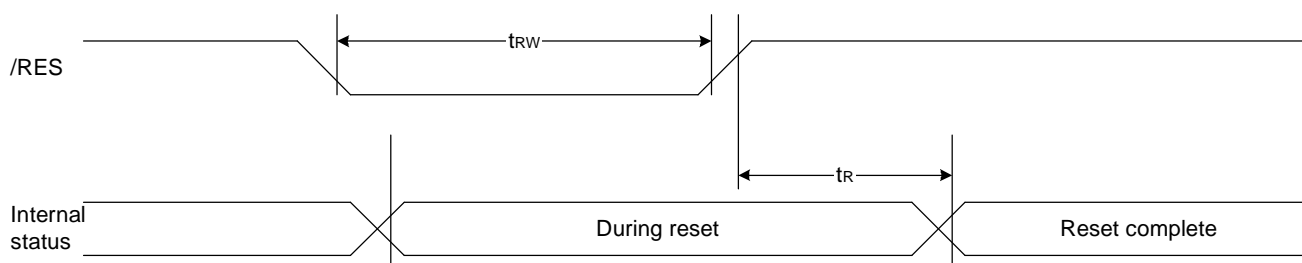 tRW
/RES
tR
Internal
status
During reset
Reset complete